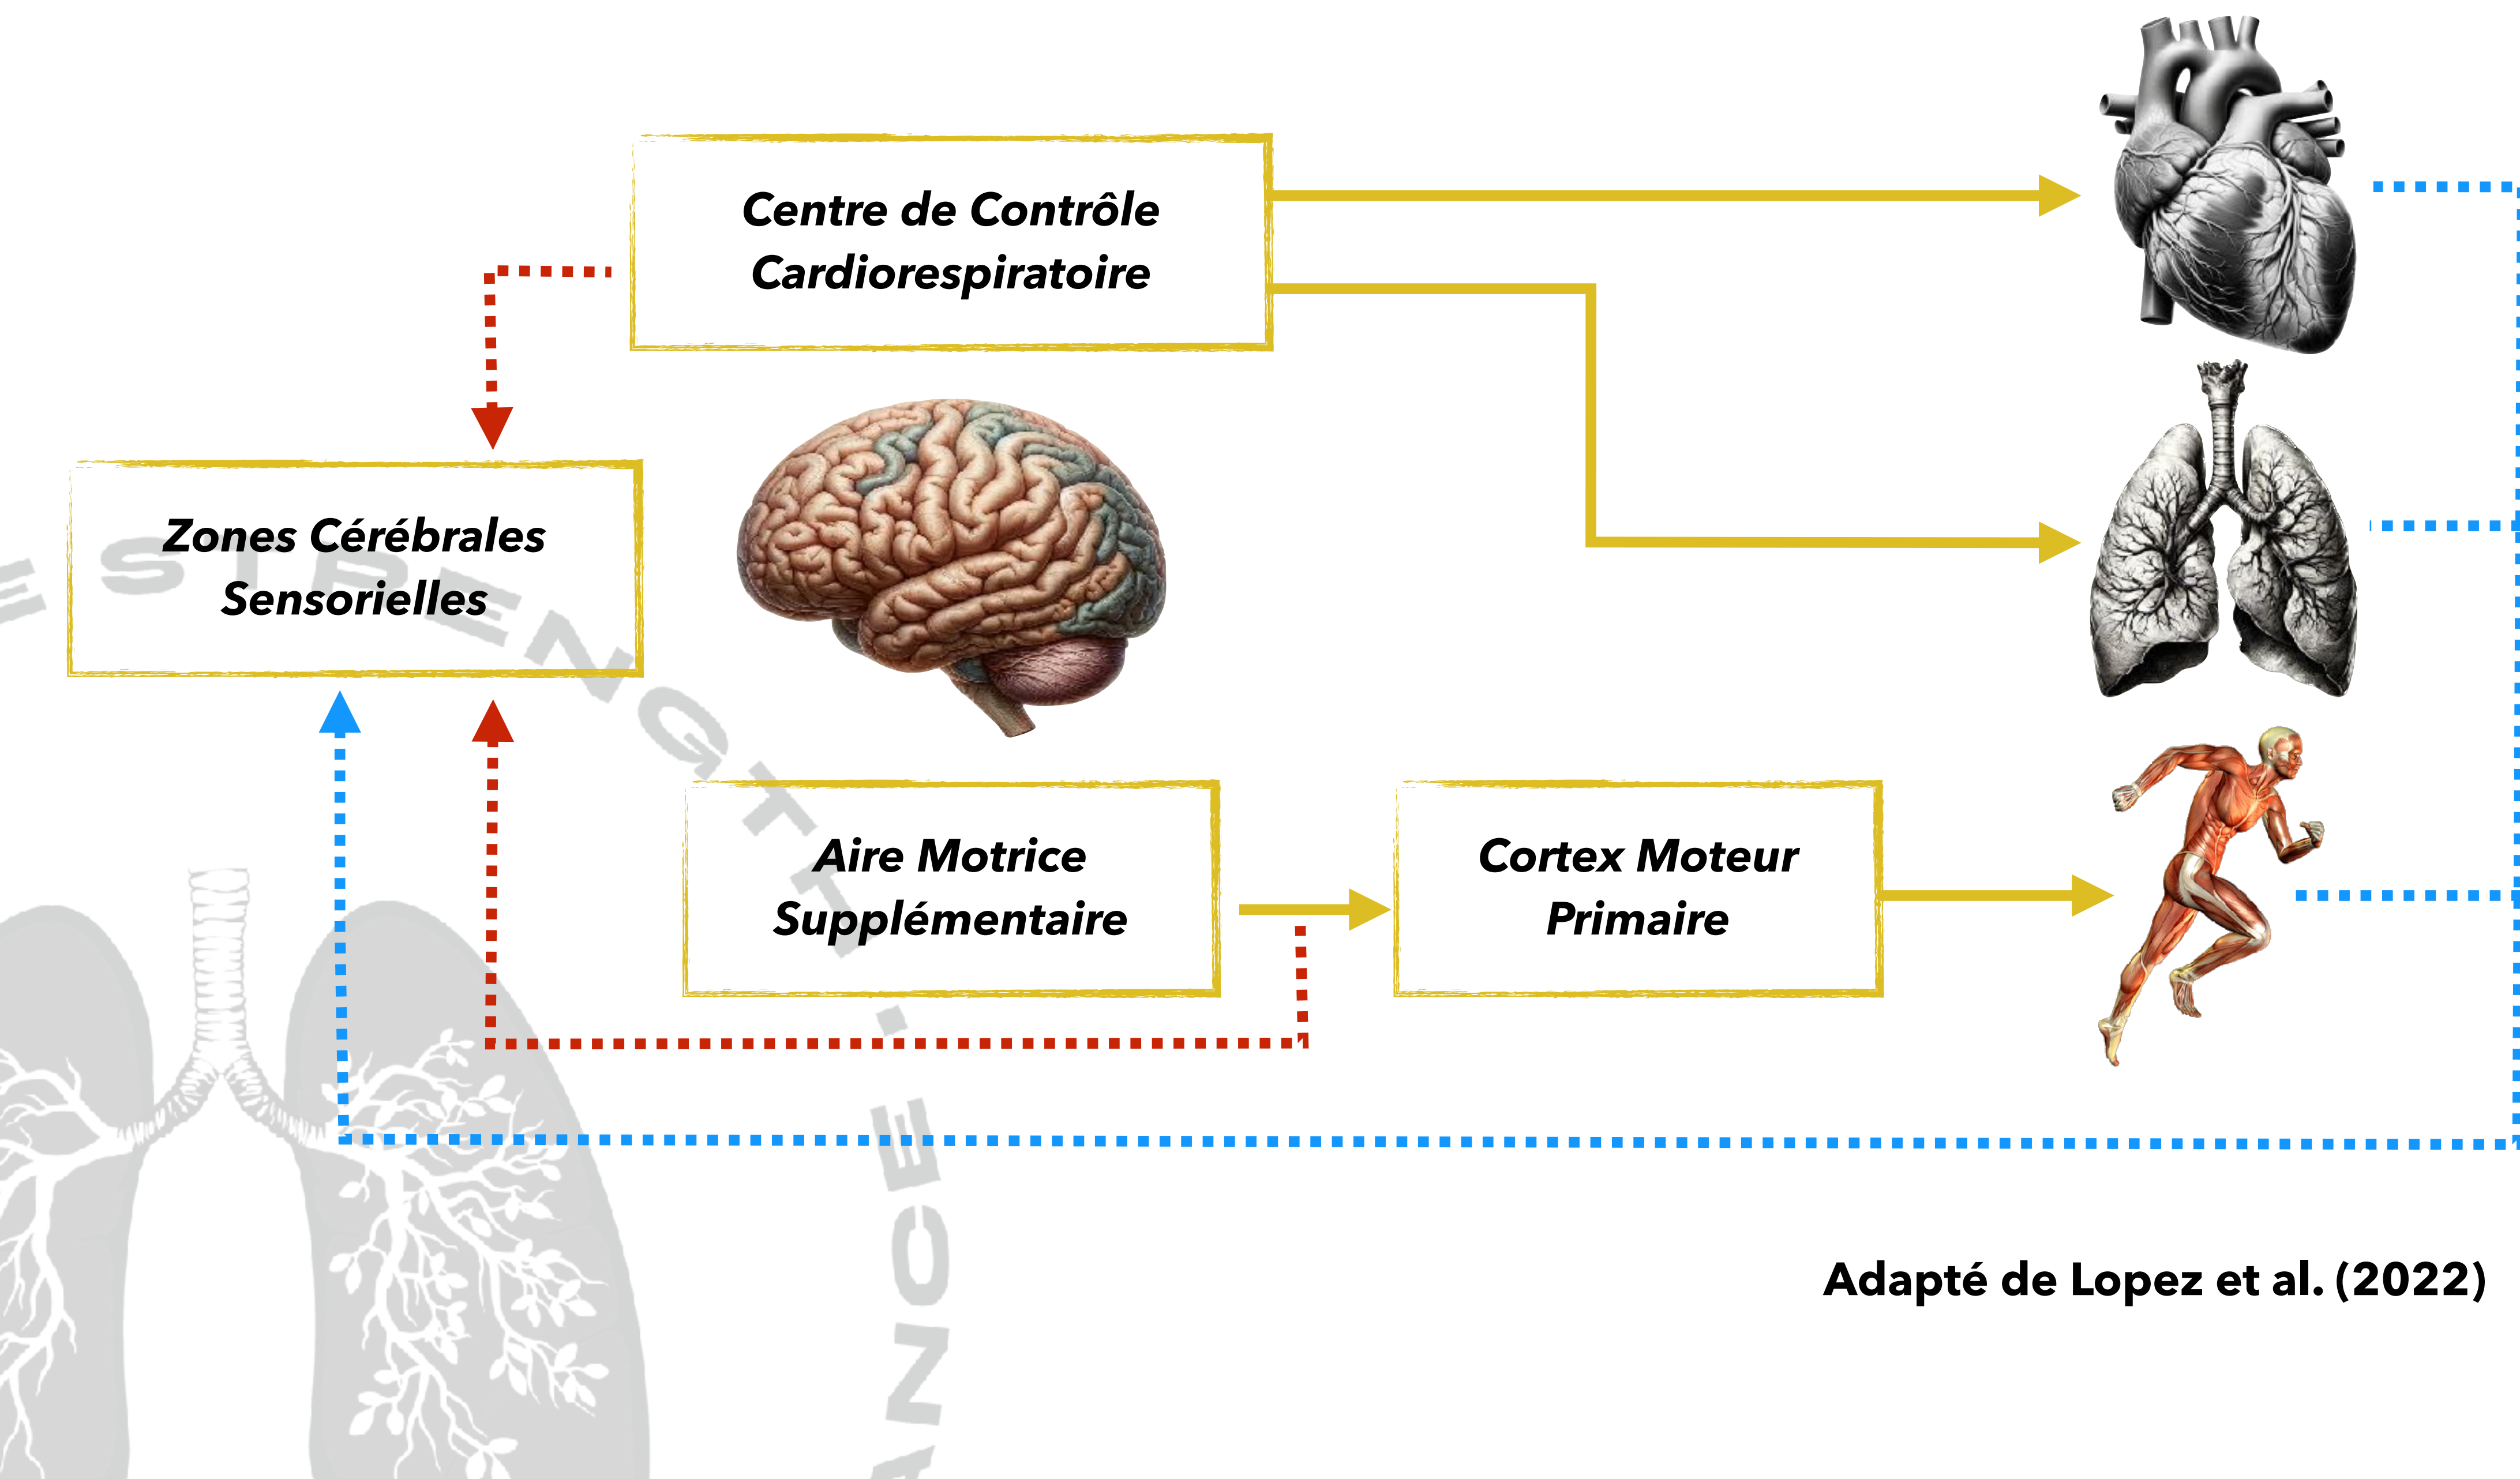 Centre de Contrôle
Cardiorespiratoire
Zones Cérébrales
Sensorielles
Aire Motrice
Supplémentaire
Cortex Moteur
Primaire
Adapté de Lopez et al. (2022)